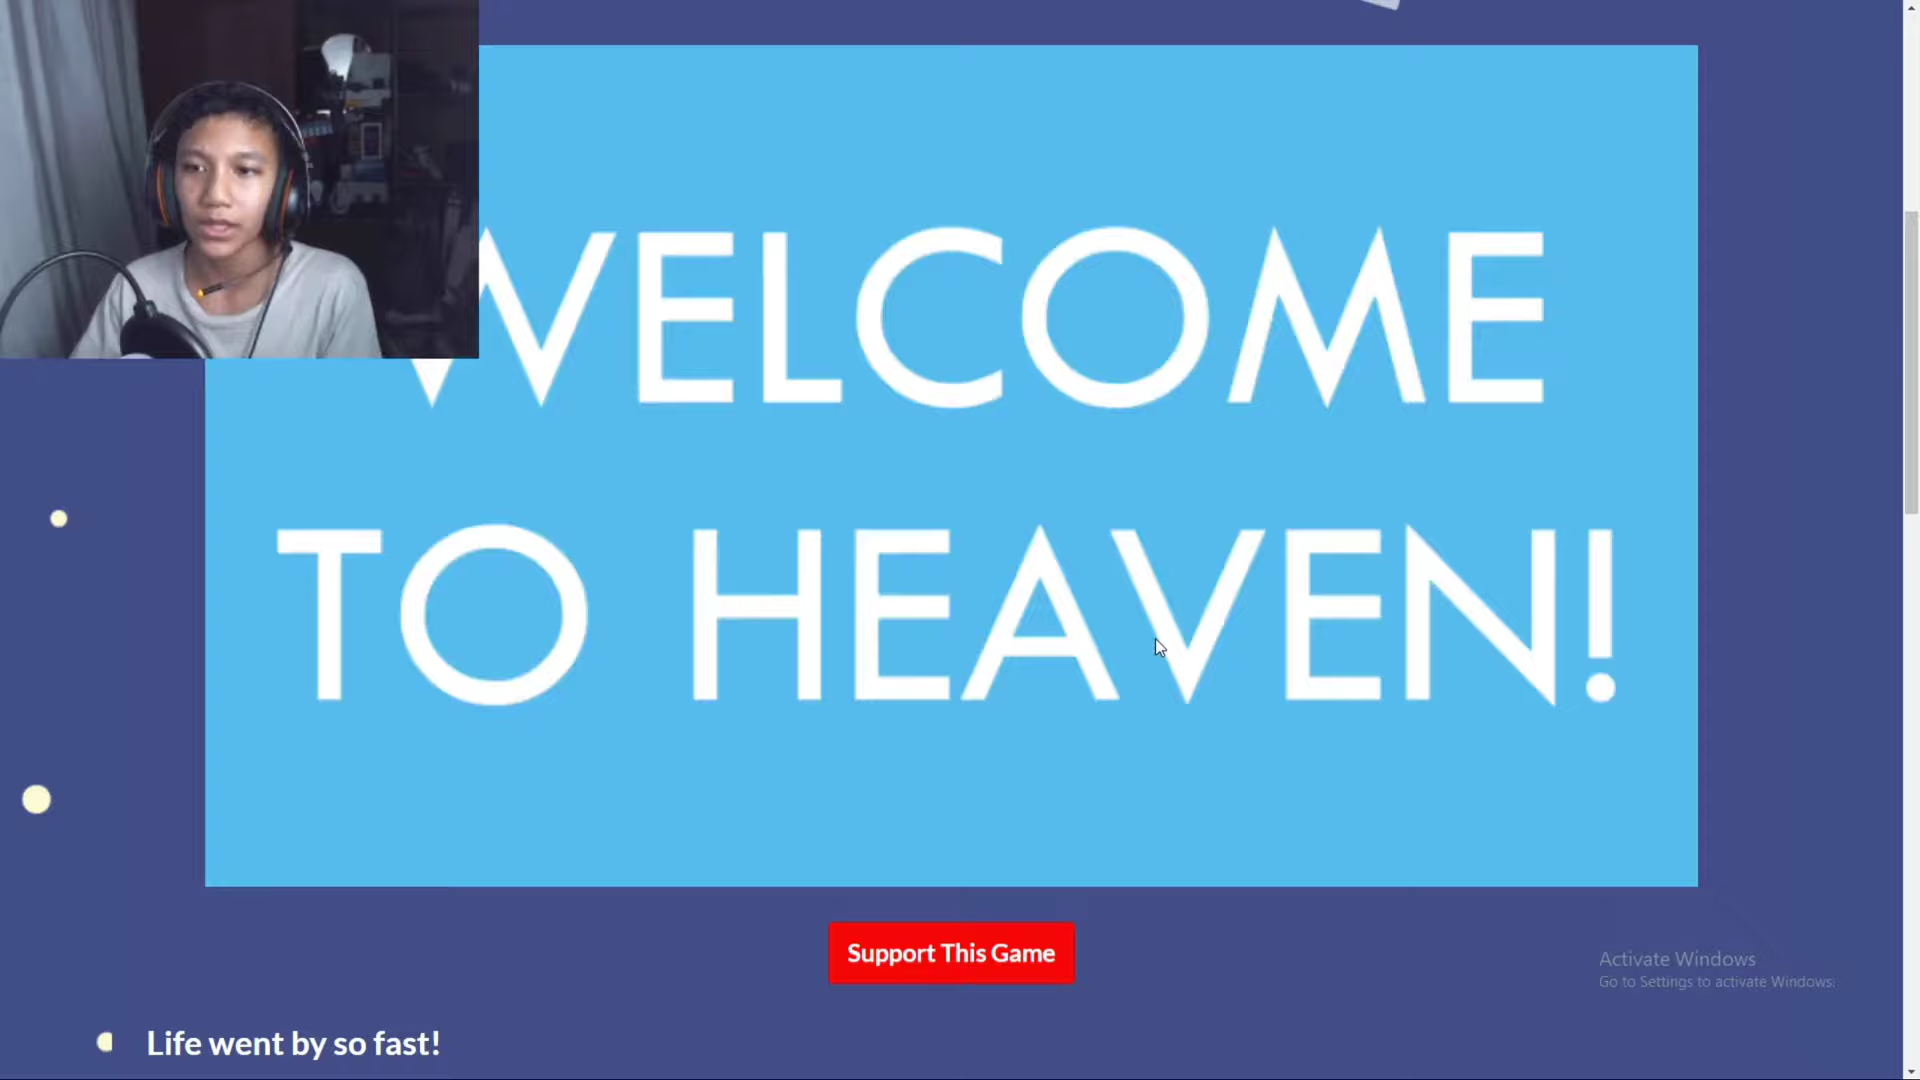 WELCOME
TO HEAVEN!
Support This Game
Activate Windows
Go to Settings to activate Windows.
Life went by so fast!